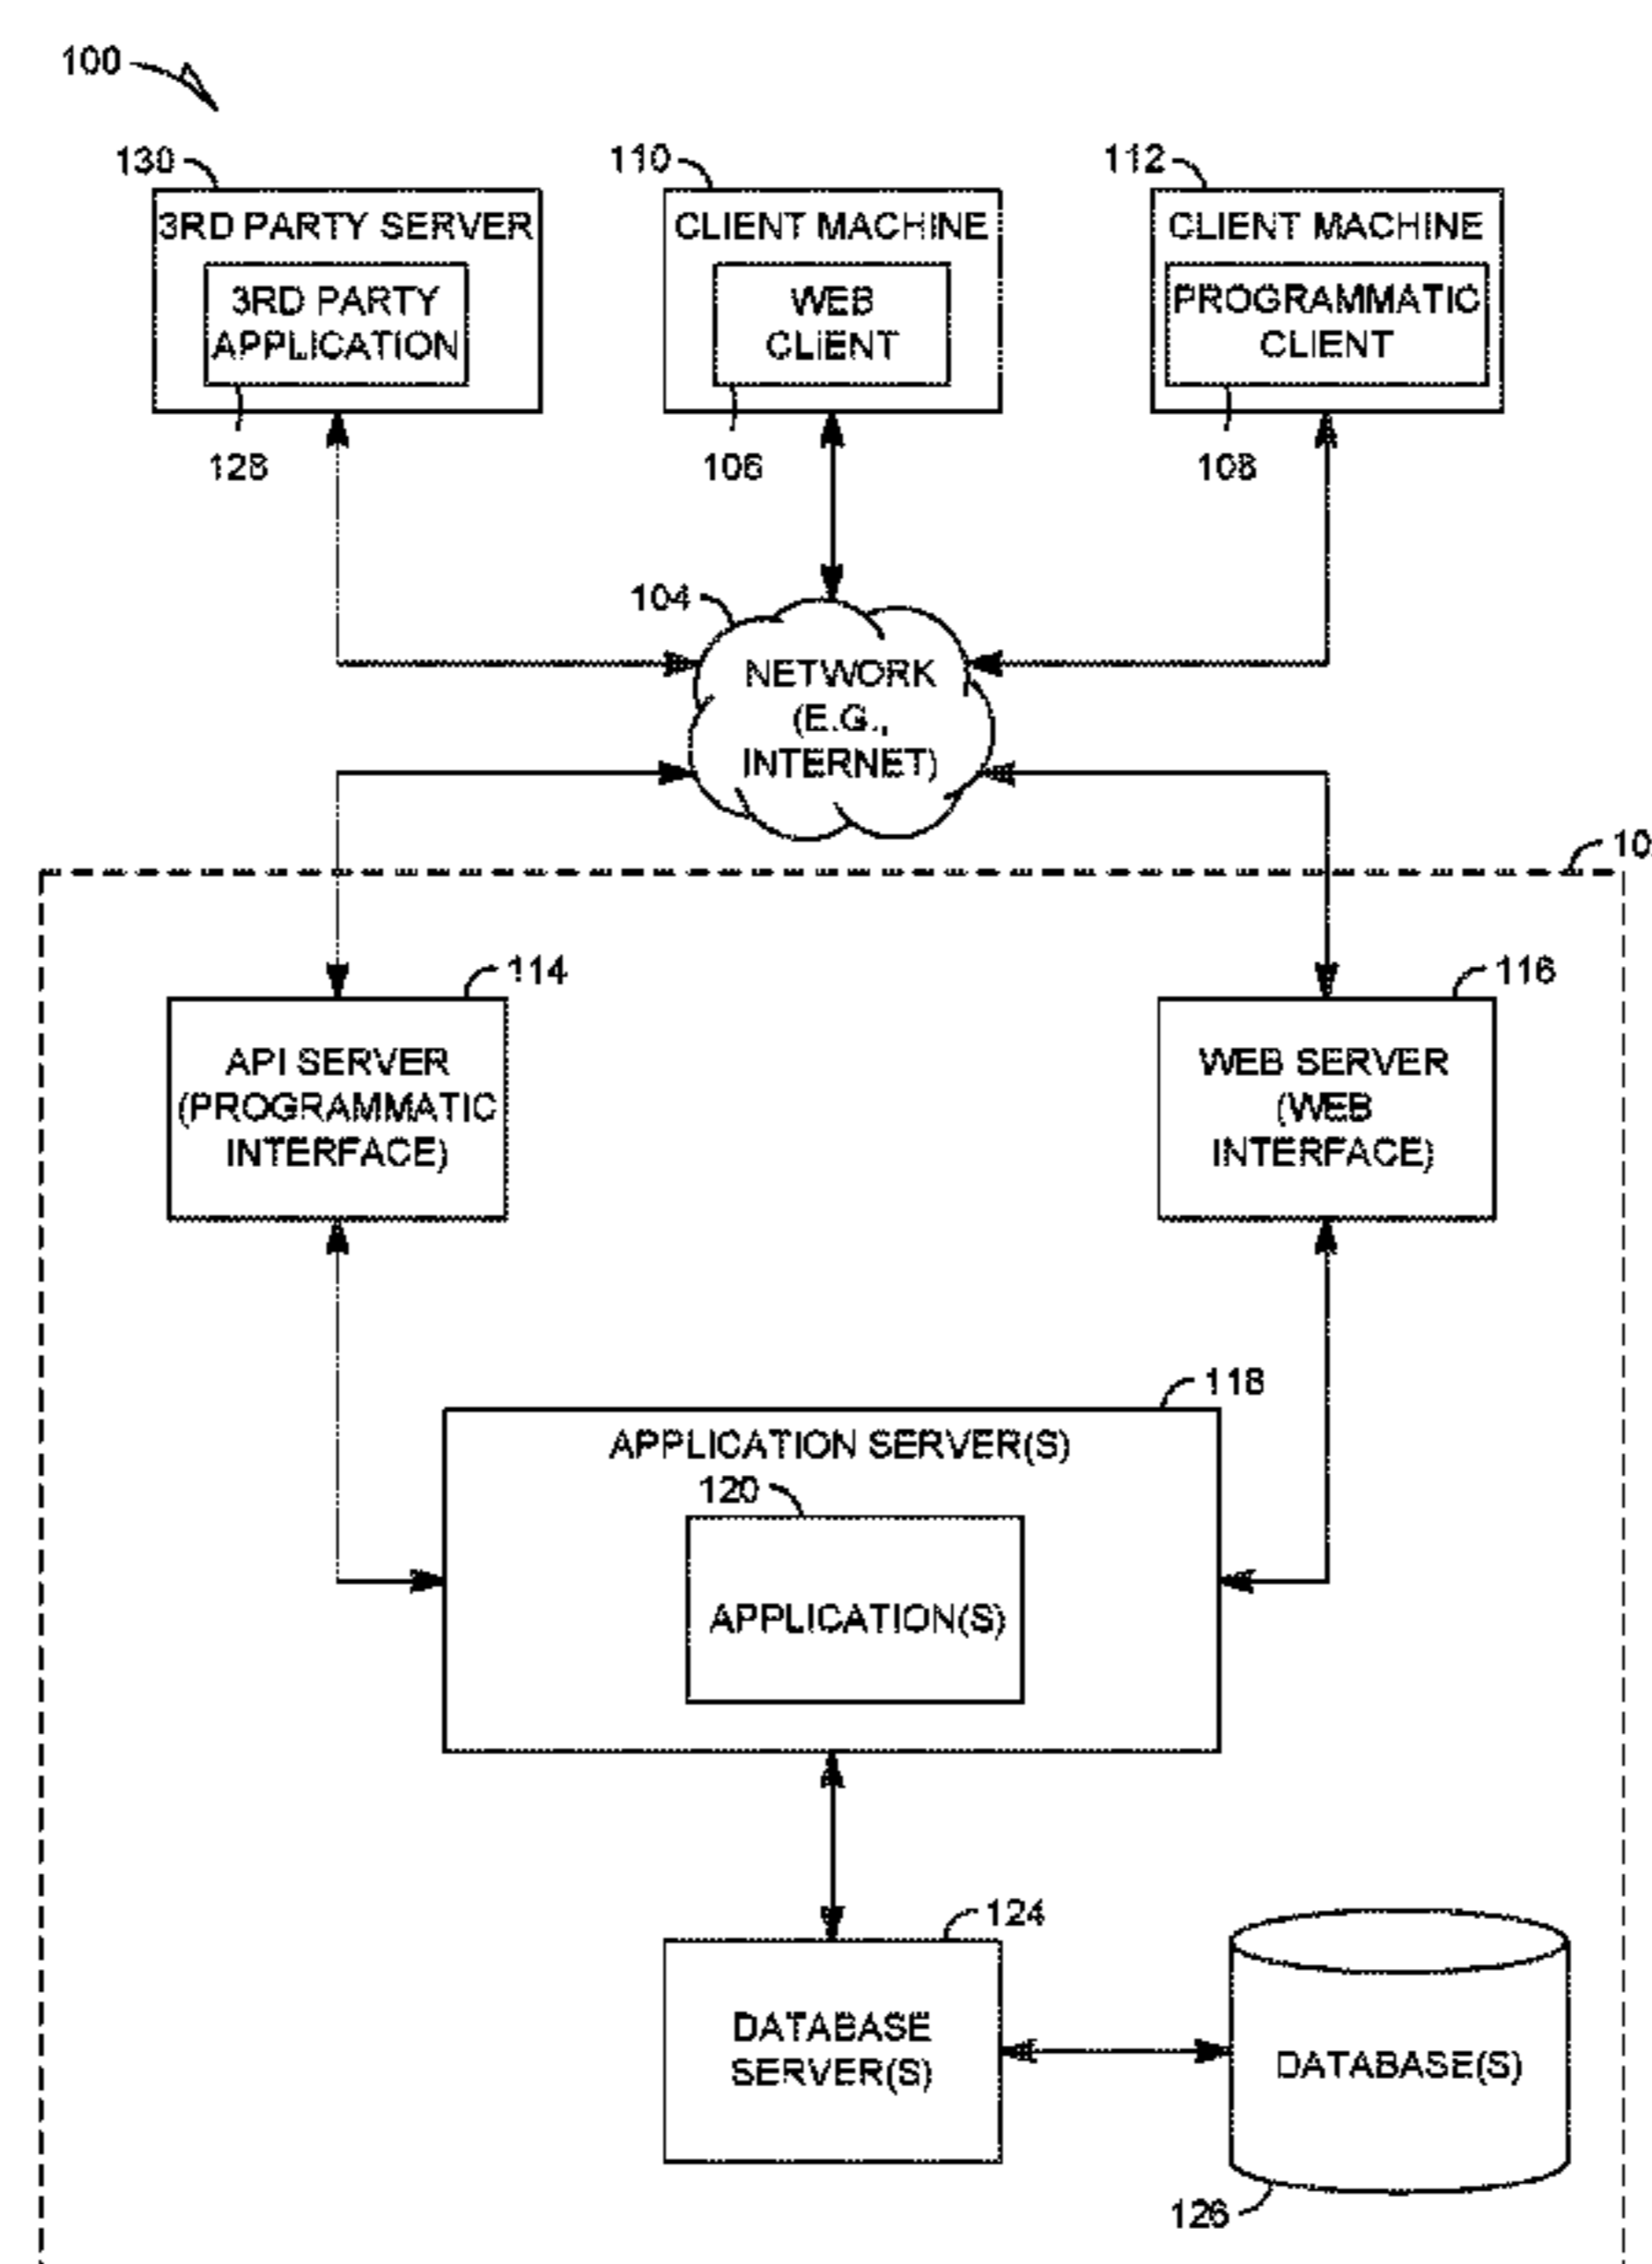 100
130
110
112
3RD PARTY SERVER
3RD PARTY
APPLICATION
CLIENT MACHINE
WEB
CLIENT
CLIENT MACHINE
PROGRAMMATIC
CLIENT
128
106
108
104
NETWORK
(E.G.,
INTERNET)
10
114
116
API SERVER
(PROGRAMMATIC
INTERFACE)
WEB SERVER
(WEB
INTERFACE)
118
APPLICATION SERVER(S)
120
APPLICATION(S)
124
DATABASE
SERVER(S)
DATABASE(S)
126